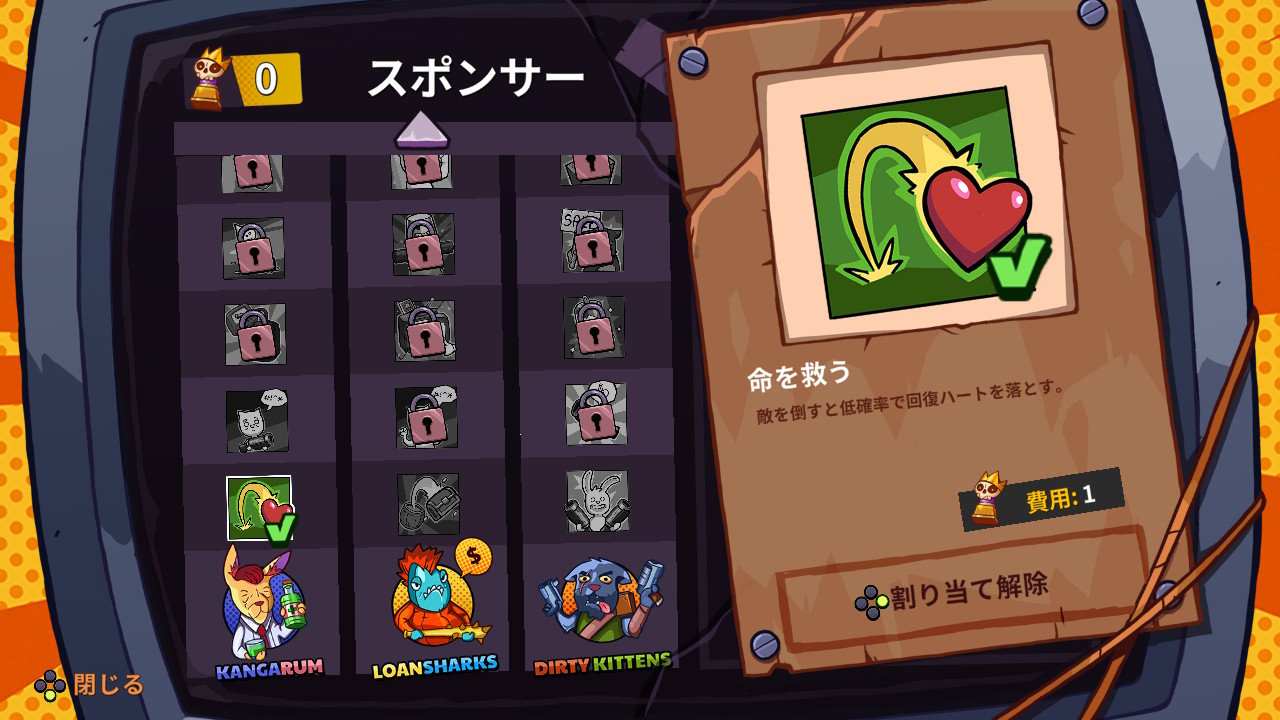 0
スポンサー
命を救う
敵を倒すと低確率で回復ハートを落とす。
費用:1
割り当て解除
$
KANGARUM
LOANSHARKS
DIRTY KITTENS
閉じる